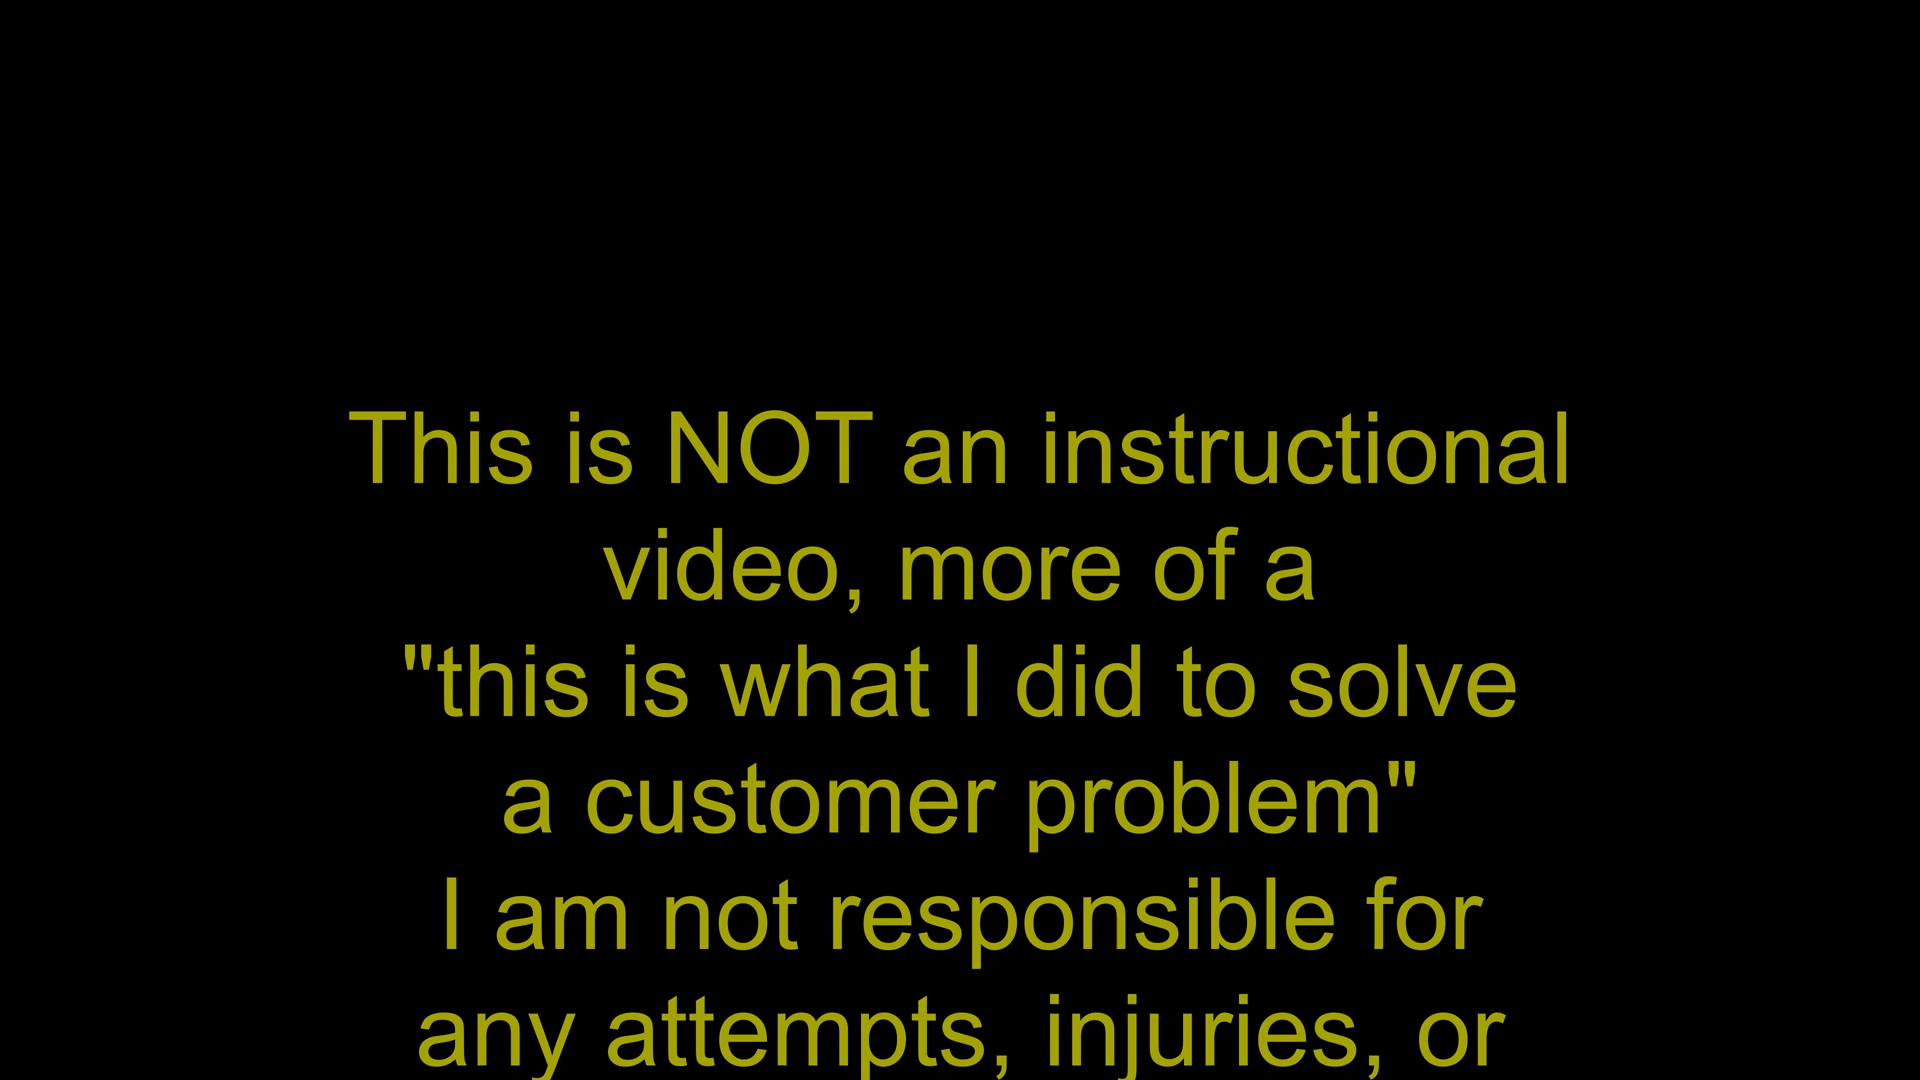 This is NOT an instructional
video, more of a
"this is what I did to solve
a customer problem"
I am not responsible for
any attempts, injuries, or